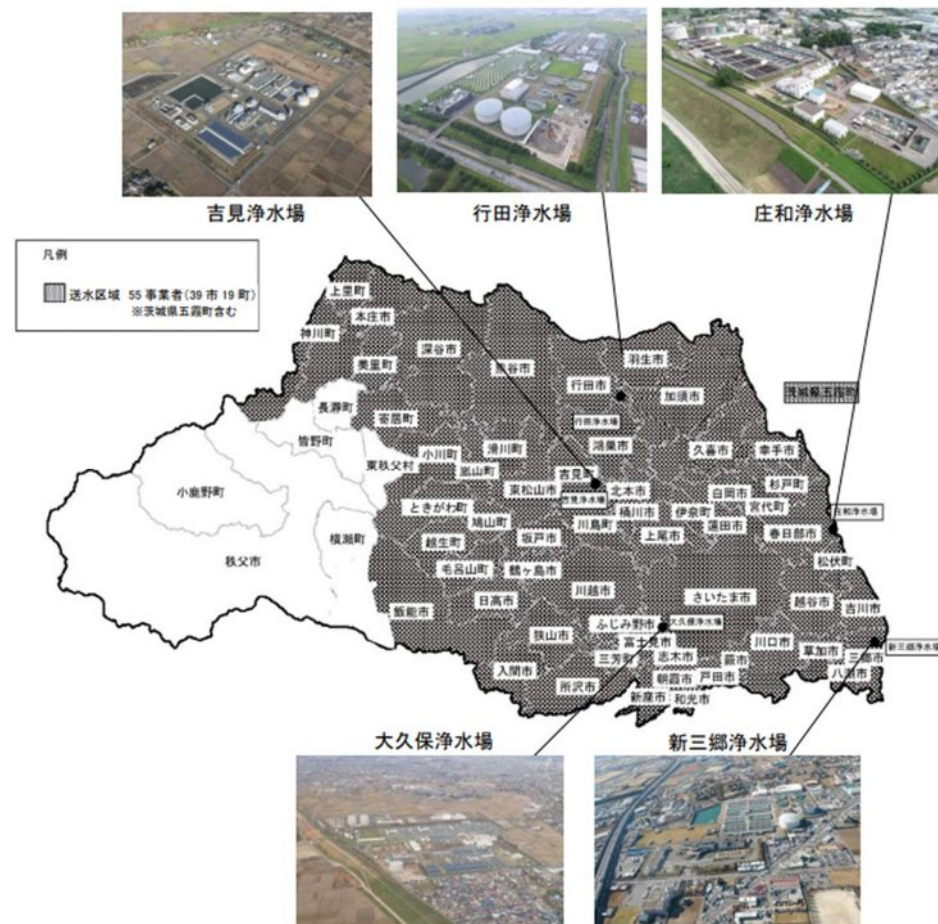 吉見浄水場
行田浄水場
庄和浄水場
凡例
送水区域 55 事業者(39 市 19 町)
※茨城県五霞町含む
上里町
本庄市
神川町
深谷市
熊谷市
羽生市
美里町
行田市
加須市
茨城県五霞町
長瀞町
寄居町
行田浄水場
皆野町
小川町
滑川町
鴻巣市
久喜市
幸手市
東秩父村
嵐山町
吉見町
小鹿野町
東松山市
吉見浄水場
北本市
白岡市
杉戸町
ときがわ町
桶川市
伊奈町
宮代町
庄和浄水場
鳩山町
川島町
蓮田市
横瀬町
越生町
坂戸市
上尾市
春日部市
秩父市
毛呂山町
鶴ヶ島市
松伏町
川越市
さいたま市
飯能市
日高市
越谷市
吉川市
ふじみ野市
大久保浄水場
狭山市
富士見市
川口市
新三郷浄水場
入間市
三芳町
志木市
蕨市
草加市
三郷市
所沢市
朝霞市
戸田市
八潮市
新座市
和光市
大久保浄水場
新三郷浄水場